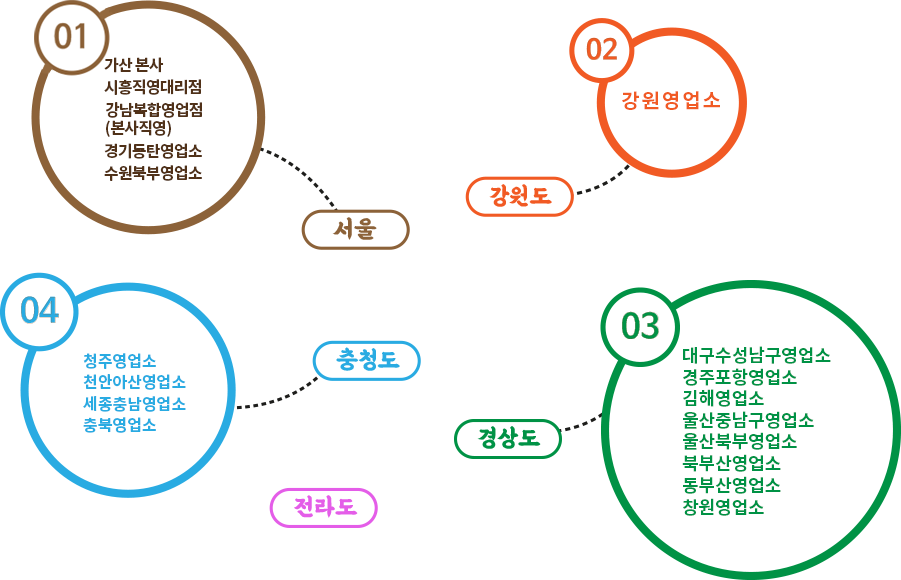 01
가산 본사
시흥직영대리점
강남복합영업점
(본사직영)
경기동탄영업소
수원북부영업소
서울
02
강원영업소
강원도
04
청주영업소
천안아산영업소
세종충남영업소
충북영업소
충청도
03
대구수성남구영업소
경주포항영업소
김해영업소
울산중남구영업소
울산북부영업소
북부산영업소
동부산영업소
창원영업소
경상도
전라도